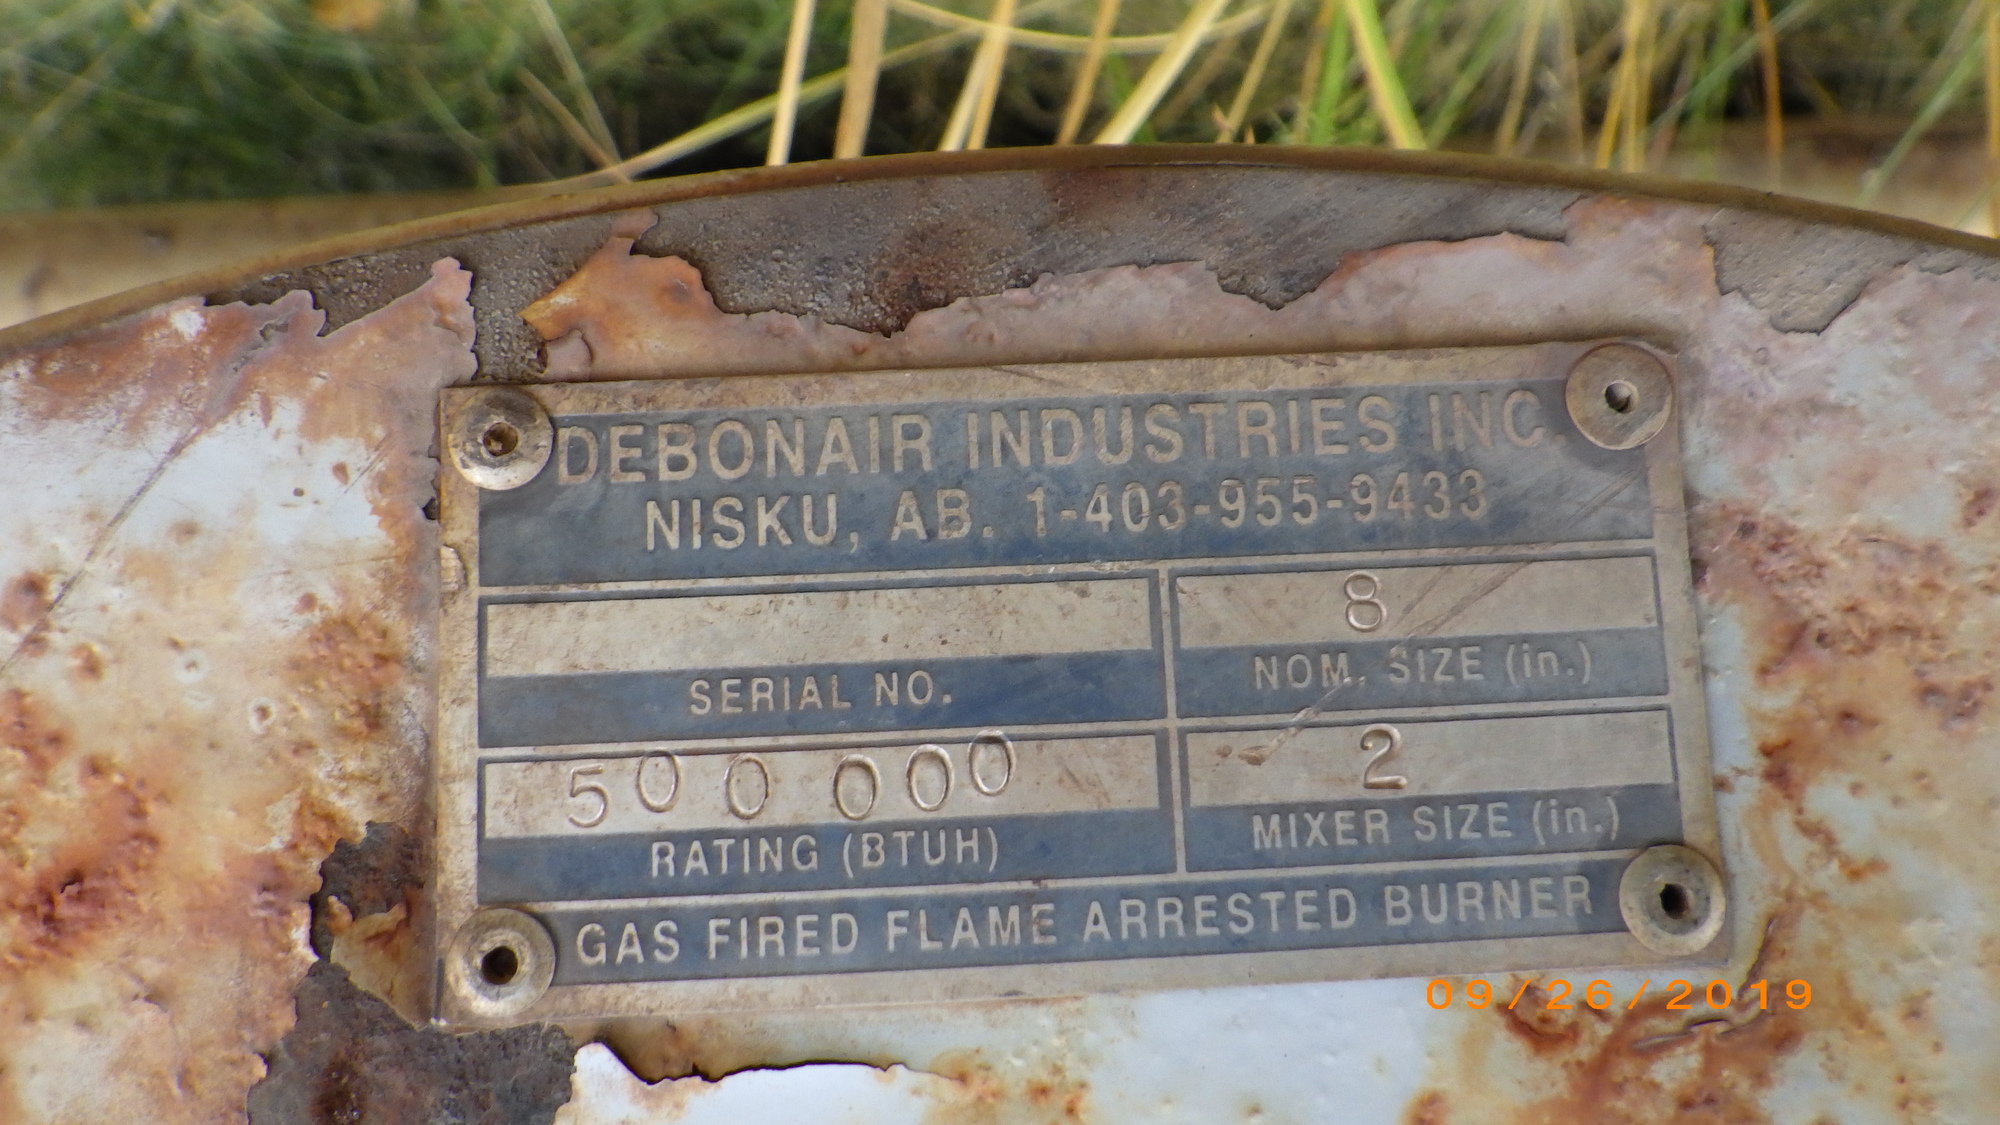 DEBONAIR INDUSTRIES INC.
NISKU, AB. 1-403-955-9433
8
SERIAL NO.
NOM. SIZE (in.)
500 000
2
RATING (BTUH)
MIXER SIZE (in.)
GAS FIRED FLAME ARRESTED BURNER
09/26/2019